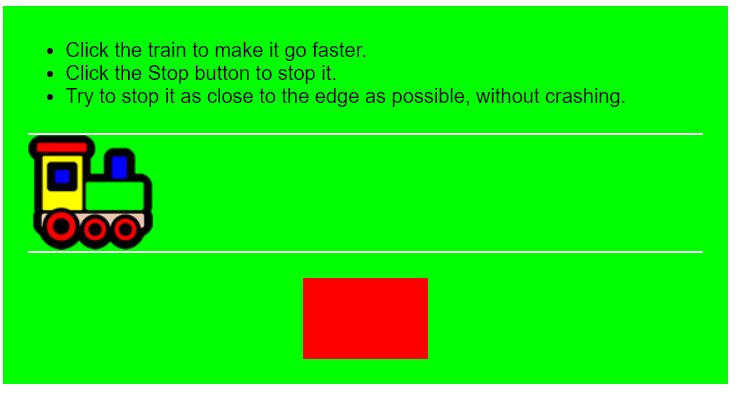 Click the train to make it go faster.
Click the Stop button to stop it.
Try to stop it as close to the edge as possible, without crashing.